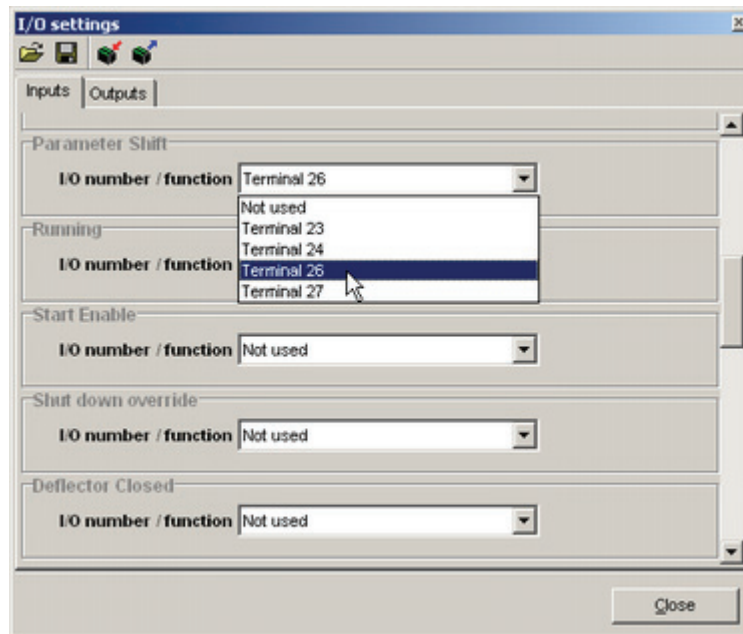 I/O settings
Inputs Outputs
Parameter Shift
I/O number / function Terminal 26
Not used
Terminal 23
Running
Terminal 24
I/O number / function Terminal 26
Terminal 27
Start Enable
I/O number / function Not used
Shut down override
I/O number / function Not used
Deflector Closed
I/O number / function Not used
Close